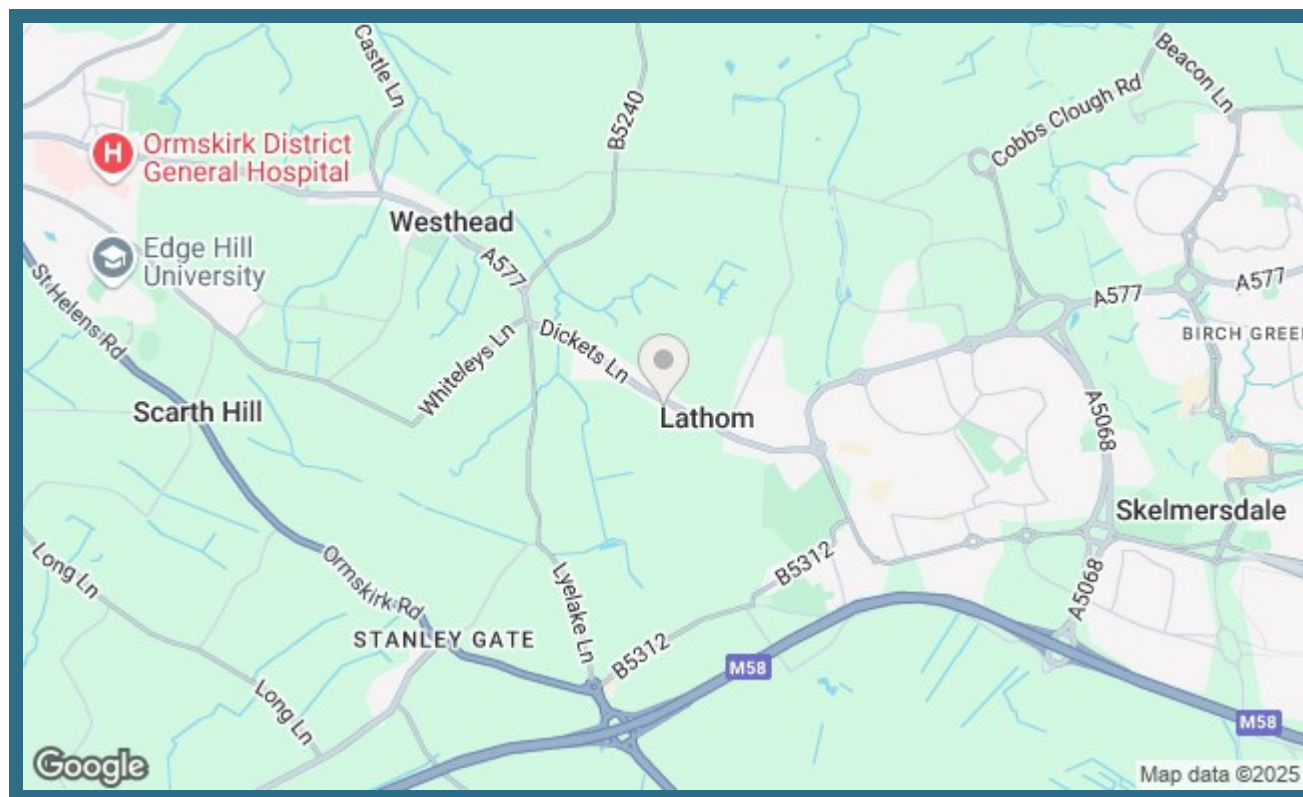 Castle Ln
B5240
Beacon Ln
Cobbs Clough Rd
H
Ormskirk District
General Hospital
Westhead
Edge Hill
University
A577
A577
A577
St Helens Rd
Dickets Ln
Whiteleys Ln
BIRCH GREE
Scarth Hill
Lathom
A5068
Skelmersdale
Long Ln
Ormskirk Rd
Lyelake Ln
B5312
A5068
STANLEY GATE
B5312
M58
Long Ln
M58
Google
Map data ©2025